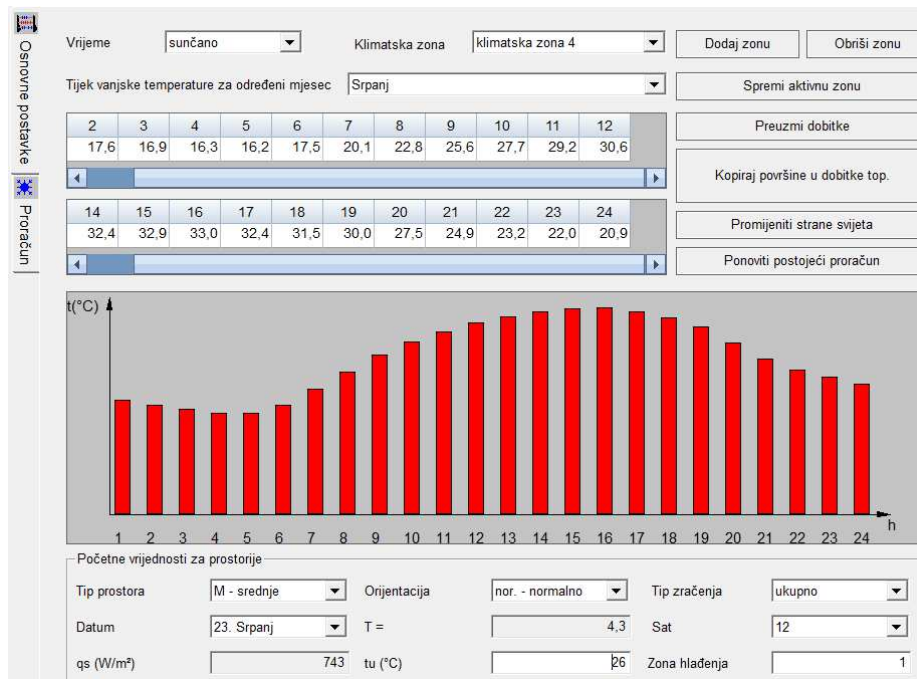 Osnovne postavke
Proračun
Vrijeme sunčano Klimatska zona klimatska zona 4 Dodaj zonu Obriši zonu
Tijek vanjske temperature za određeni mjesec Srpanj Spremi aktivnu zonu
2 3 4 5 6 7 8 9 10 11 12 Preuzmi dobitke
17,6 16,9 16,3 16,2 17,5 20,1 22,8 25,6 27,7 29,2 30,6
Kopiraj površine u dobitke top.
14 15 16 17 18 19 20 21 22 23 24 Promijeniti strane svijeta
32,4 32,9 33,0 32,4 31,5 30,0 27,5 24,9 23,2 22,0 20,9
Ponoviti postojeći proračun
t(°C)
h
1 2 3 4 5 6 7 8 9 10 11 12 13 14 15 16 17 18 19 20 21 22 23 24
Početne vrijednosti za prostorije
Tip prostora M - srednje Orijentacija nor. - normalno Tip zračenja ukupno
Datum 23. Srpanj T = 4,3 Sat 12
qs (W/m²) 743 tu (°C) 26 Zona hlađenja 1